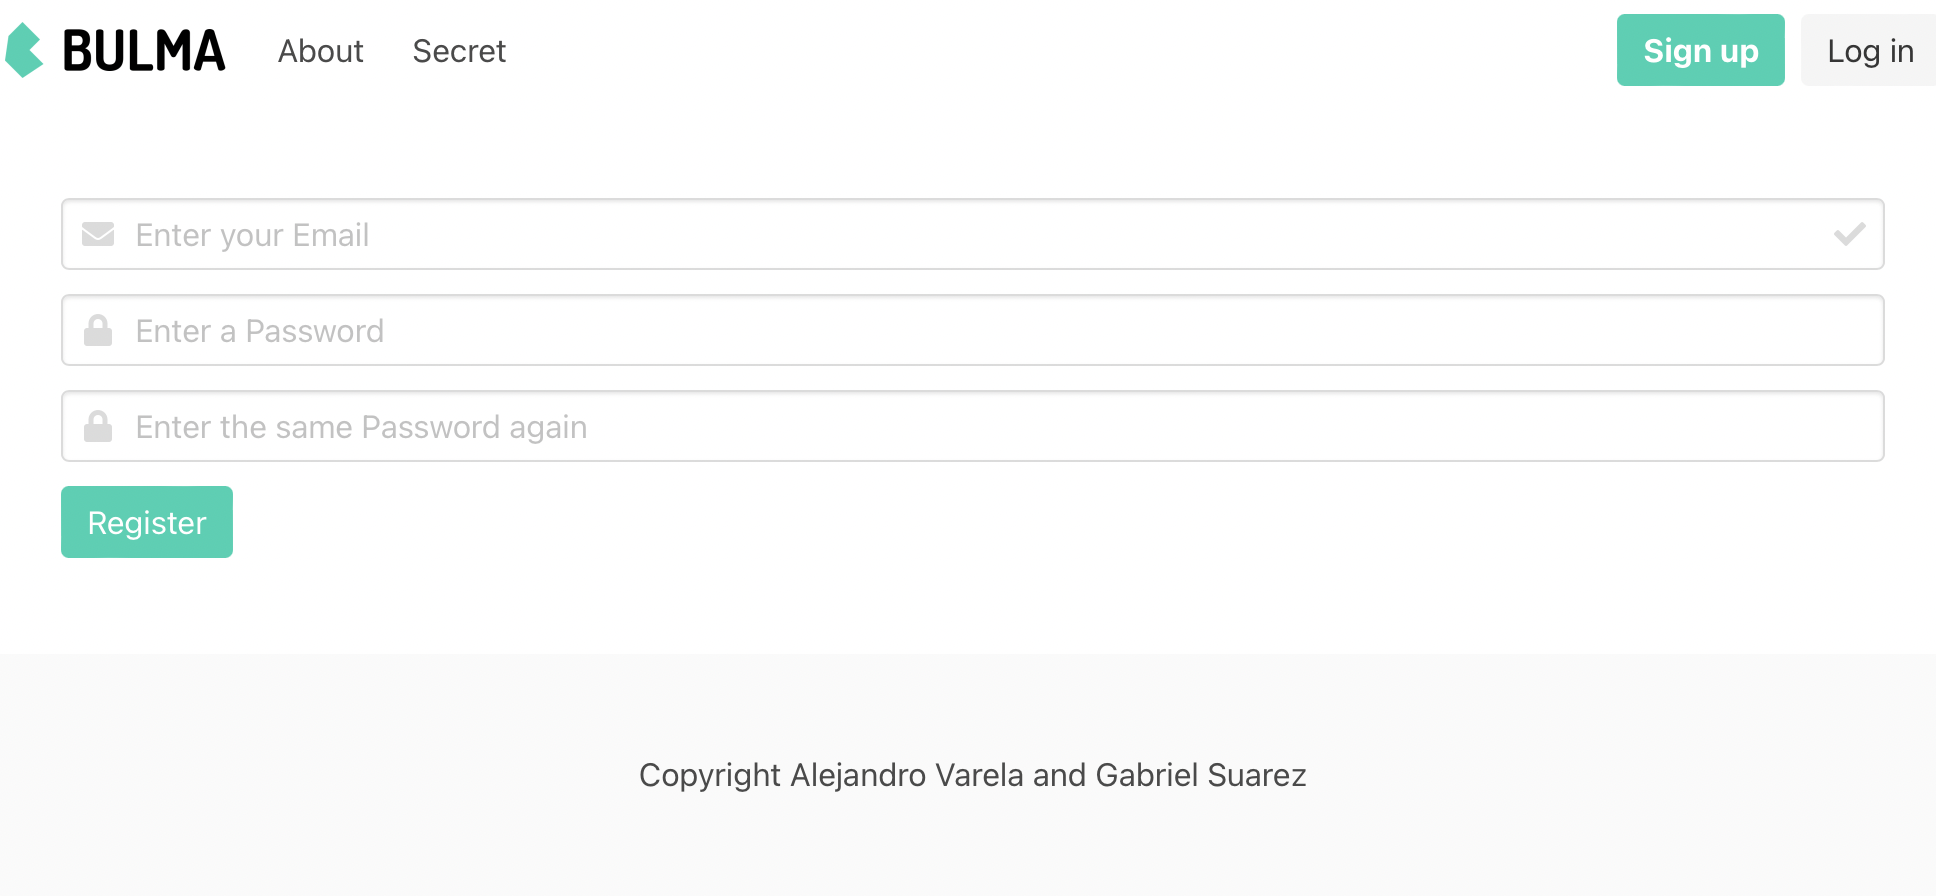 BULMA About Secret Sign up Log in
Enter your Email
Enter a Password
Enter the same Password again
Register
Copyright Alejandro Varela and Gabriel Suarez